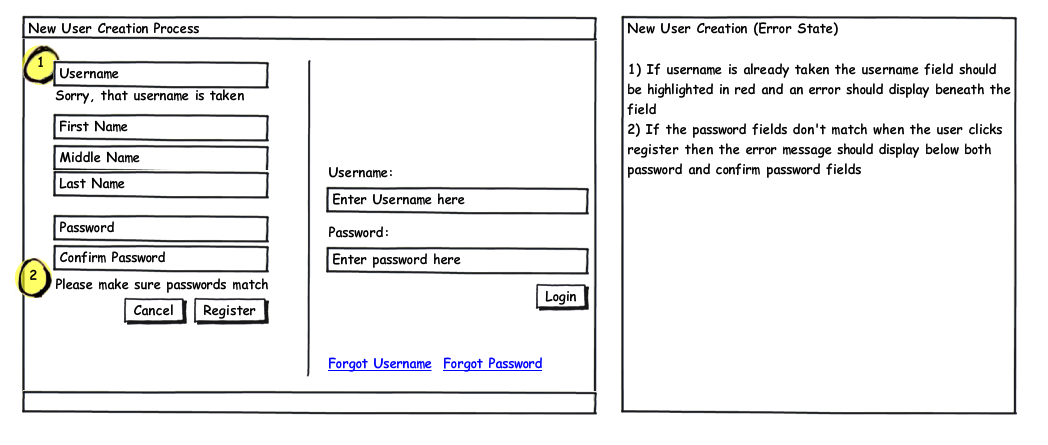 New User Creation Process
1
Username
Sorry, that username is taken
First Name
Middle Name
Last Name
Password
Confirm Password
2
Please make sure passwords match
Cancel Register
Username:
Enter Username here
Password:
Enter password here
Login
Forgot Username Forgot Password
New User Creation (Error State)
1) If username is already taken the username field should
be highlighted in red and an error should display beneath the
field
2) If the password fields don't match when the user clicks
register then the error message should display below both
password and confirm password fields